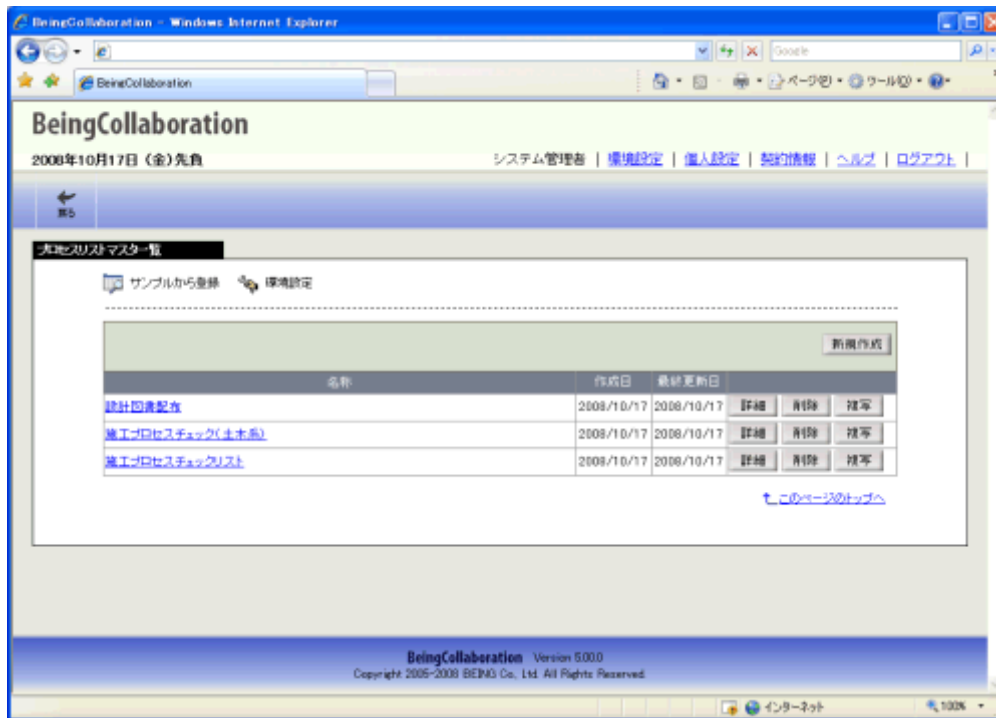 BeingCollaboration - Windows Internet Explorer
Google
BeingCollaboration
ページ(P) ツール(O)
BeingCollaboration
2008年10月17日（金）先負
システム管理者 | 環境設定 | 個人設定 | 契約情報 | ヘルプ | ログアウト |
戻る
プロセスリストマスタ一覧
サンプルから登録 環境設定
新規作成
名称 作成日 最終更新日
設計図書配布 2008/10/17 2008/10/17 詳細 削除 複写
施工プロセスチェック(土木系) 2008/10/17 2008/10/17 詳細 削除 複写
施工プロセスチェックリスト 2008/10/17 2008/10/17 詳細 削除 複写
このページのトップへ
BeingCollaboration Version 5.00.0
Copyright 2005-2008 BEING Co., Ltd. All Rights Reserved.
インターネット 100%